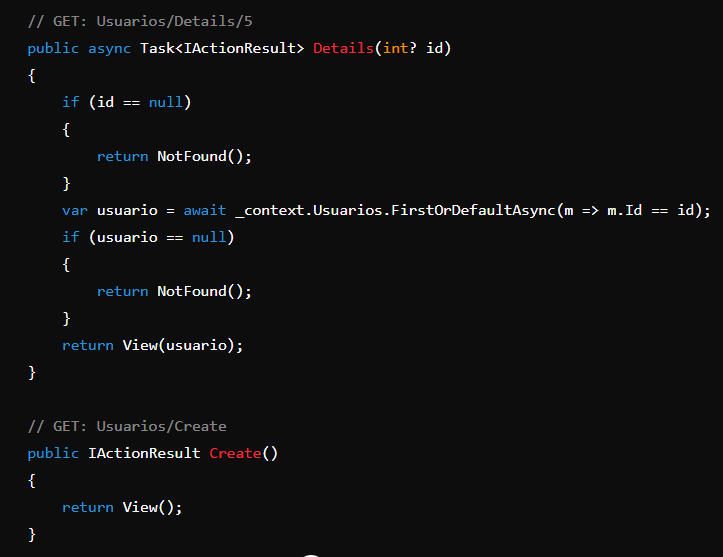 // GET: Usuarios/Details/5
public async Task<IActionResult> Details(int? id)
{
    if (id == null)
    {
        return NotFound();
    }
    var usuario = await _context.Usuarios.FirstOrDefaultAsync(m => m.Id == id);
    if (usuario == null)
    {
        return NotFound();
    }
    return View(usuario);
}

// GET: Usuarios/Create
public IActionResult Create()
{
    return View();
}